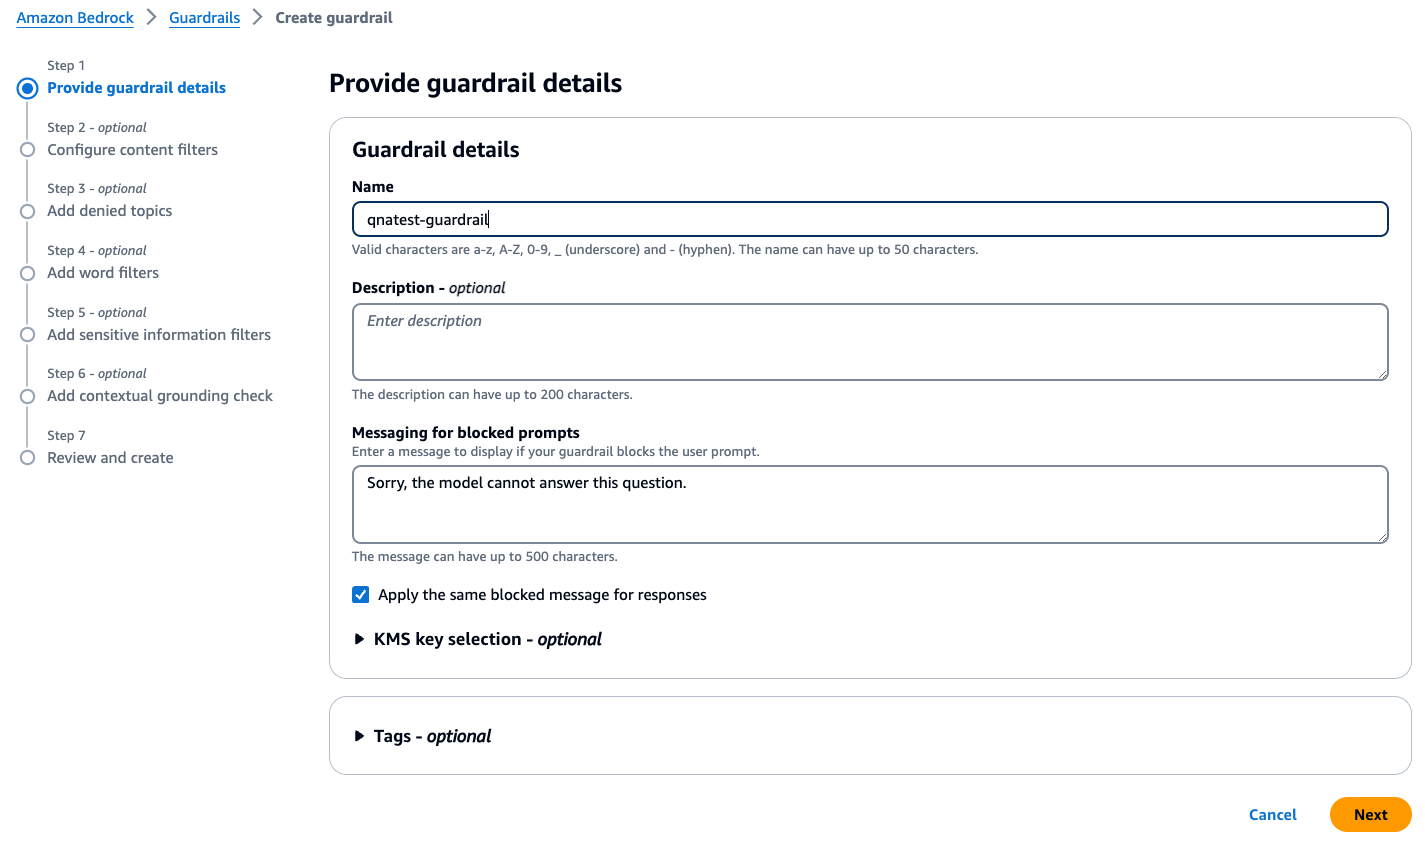 Amazon Bedrock > Guardrails > Create guardrail
Step 1
Provide guardrail details
Step 2 - optional
Configure content filters
Step 3 - optional
Add denied topics
Step 4 - optional
Add word filters
Step 5 - optional
Add sensitive information filters
Step 6 - optional
Add contextual grounding check
Step 7
Review and create
Provide guardrail details
Guardrail details
Name
qnatest-guardrail
Valid characters are a-z, A-Z, 0-9, _ (underscore) and - (hyphen). The name can have up to 50 characters.
Description - optional
Enter description
The description can have up to 200 characters.
Messaging for blocked prompts
Enter a message to display if your guardrail blocks the user prompt.
Sorry, the model cannot answer this question.
The message can have up to 500 characters.
Apply the same blocked message for responses
KMS key selection - optional
Tags - optional
Cancel
Next